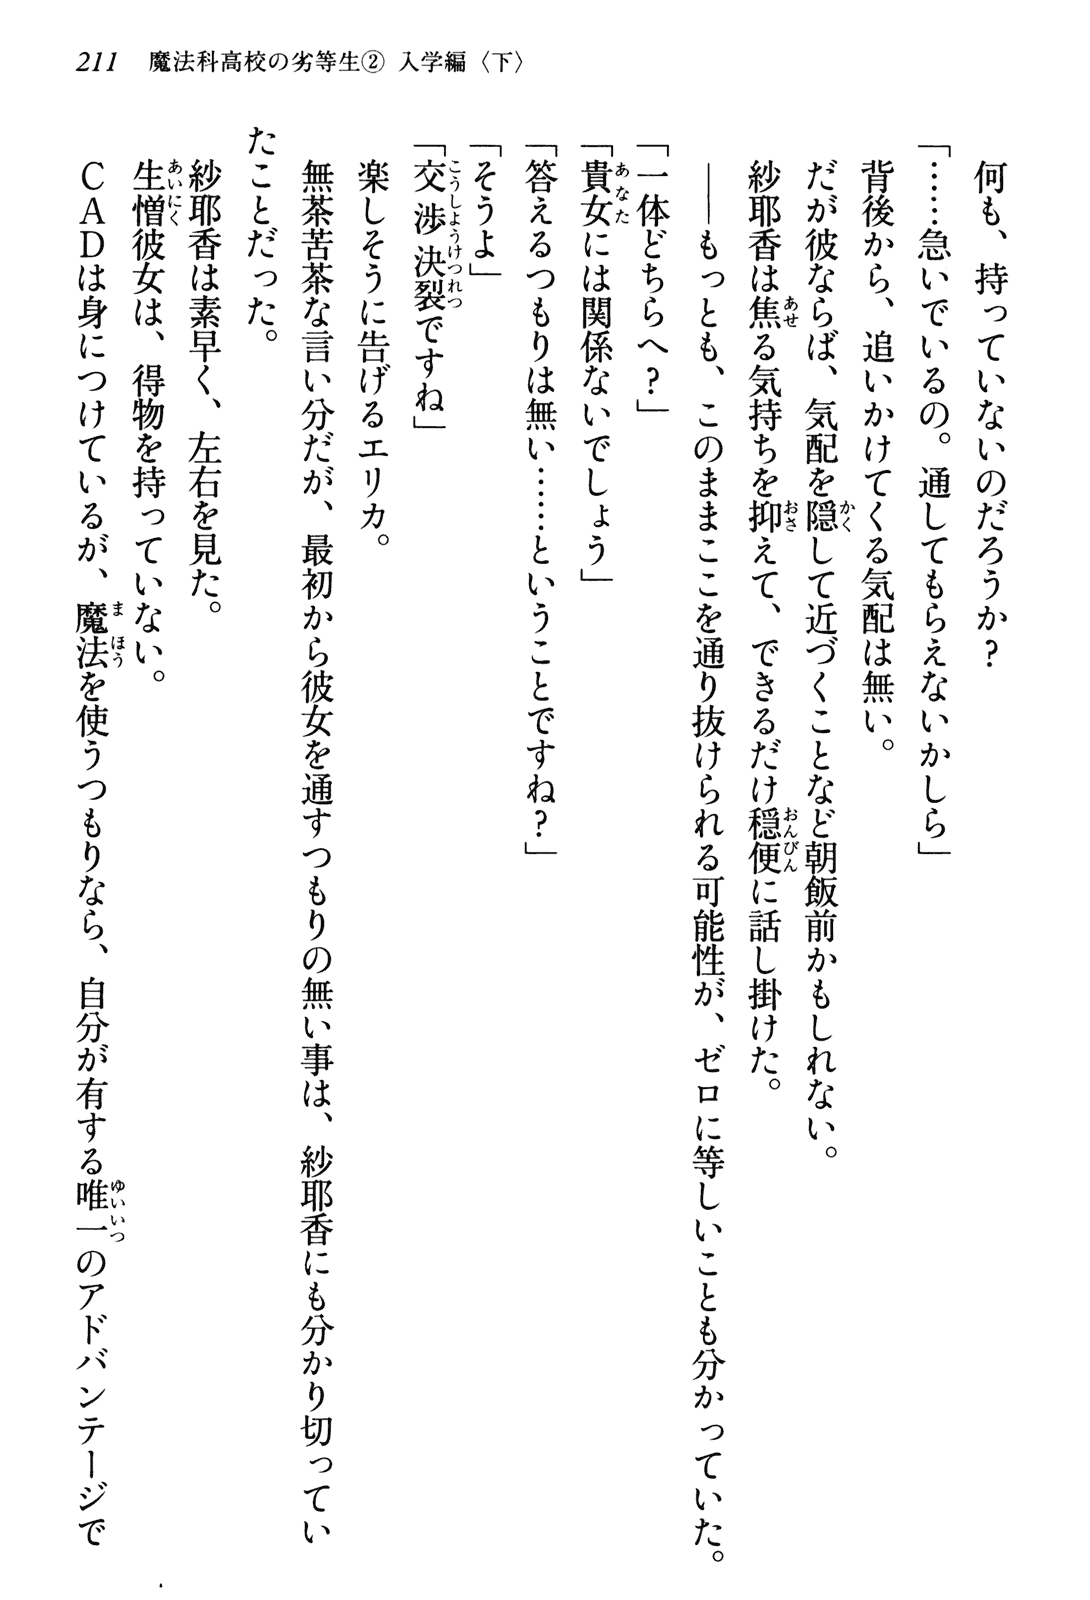 211 魔法科高校の劣等生② 入学編〈下〉
何も、持っていないのだろうか？
「……急いでいるの。通してもらえないかしら」
背後から、追いかけてくる気配は無い。
だが彼ならば、気配を隠して近づくことなど朝飯前かもしれない。
紗耶香は焦る気持ちを抑えて、できるだけ穏便に話し掛けた。
――もっとも、このままここを通り抜けられる可能性が、ゼロに等しいことも分かっていた。
「一体どちらへ？」
「貴女には関係ないでしょう」
「答えるつもりは無い……ということですね？」
「そうよ」
「交渉決裂ですね」
楽しそうに告げるエリカ。
無茶苦茶な言い分だが、最初から彼女を通すつもりの無い事は、紗耶香にも分かり切ってい
たことだった。
紗耶香は素早く、左右を見た。
生憎彼女は、得物を持っていない。
ＣＡＤは身につけているが、魔法を使うつもりなら、自分が有する唯一のアドバンテージで